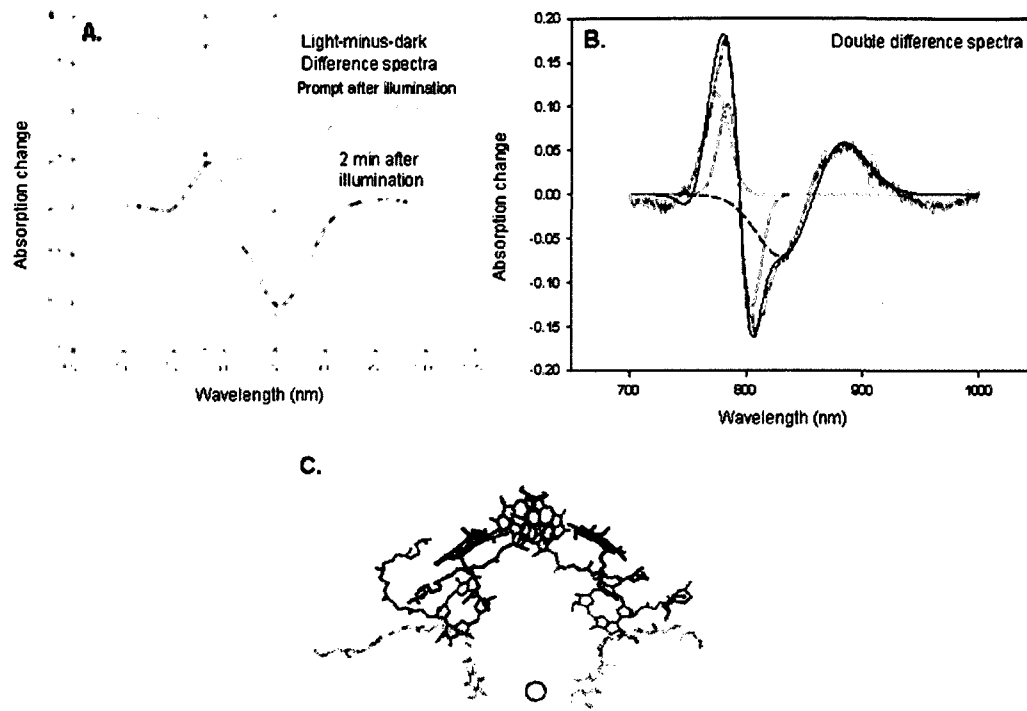 A.
Light-minus-dark
Difference spectra
Prompt after illumination
2 min after
illumination
Absorption change
Wavelength (nm)
B.
Double difference spectra
0.20
0.15
0.10
0.05
0.00
-0.05
-0.10
-0.15
-0.20
Absorption change
700
800
900
1000
Wavelength (nm)
C.